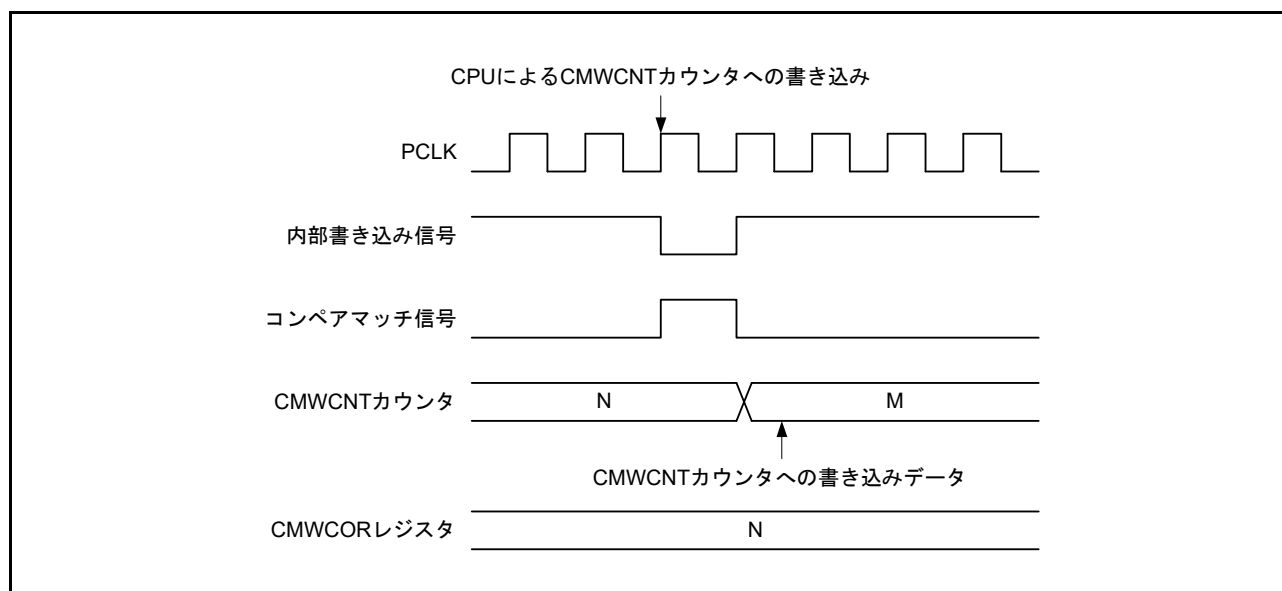 CPUによるCMWCNTカウンタへの書き込み
PCLK
内部書き込み信号
コンペアマッチ信号
CMWCNTカウンタ
N
M
CMWCNTカウンタへの書き込みデータ
CMWCORレジスタ
N